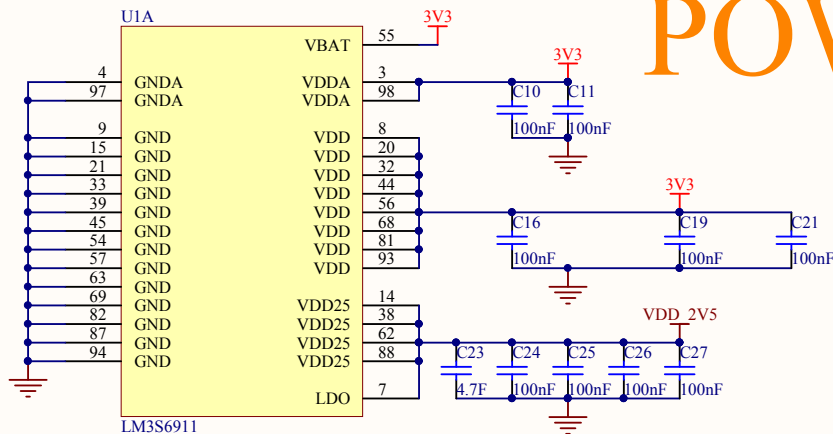 U1A
POV
VBAT 55 3V3
4 GNDA VDDA 3 3V3
97 GNDA VDDA 98 C10 C11
100nF 100nF
9 GND VDD 8
15 GND VDD 20
21 GND VDD 32
33 GND VDD 44 3V3
39 GND VDD 56
45 GND VDD 68 C16 C19 C21
54 GND VDD 81
57 GND VDD 93 100nF 100nF 100nF
63 GND
69 GND VDD25 14 VDD_2V5
82 GND VDD25 38
87 GND VDD25 62
94 GND VDD25 88 C23 C24 C25 C26 C27
LDO 7 4.7F 100nF 100nF 100nF 100nF
LM3S6911